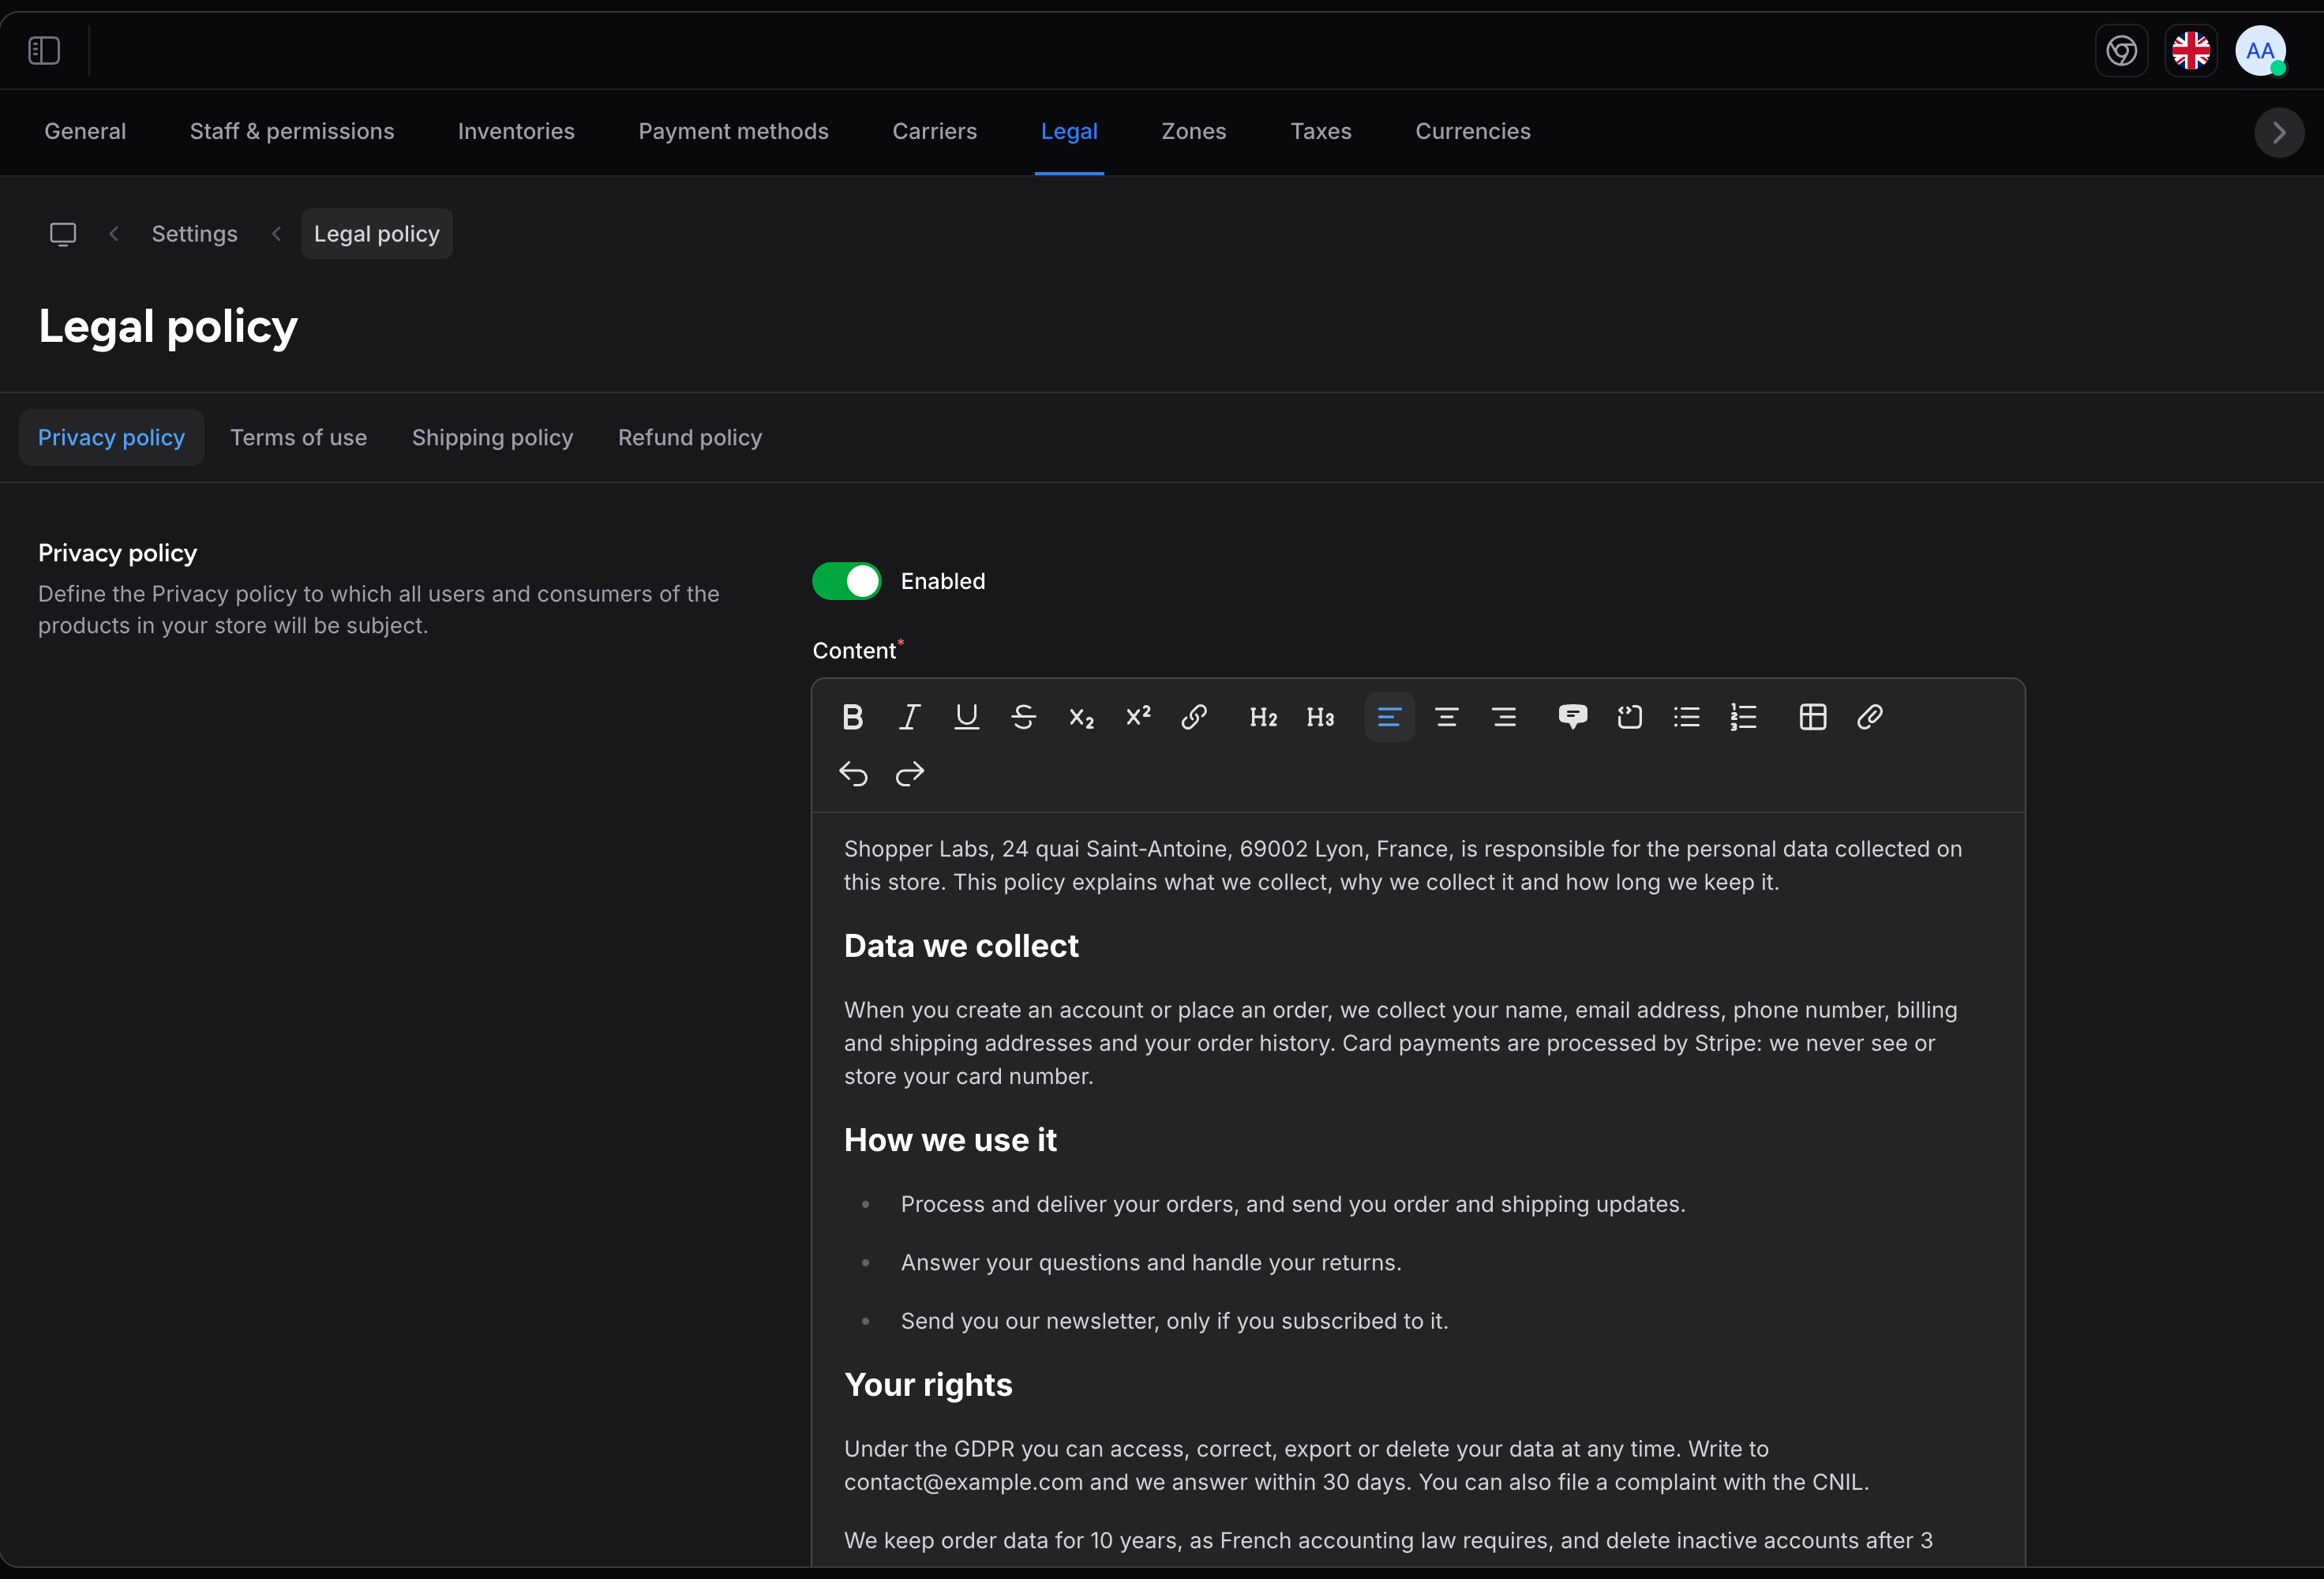 AA
General
Staff & permissions
Inventories
Payment methods
Carriers
Legal
Zones
Taxes
Currencies
Settings
Legal policy
Legal policy
Privacy policy
Terms of use
Shipping policy
Refund policy
Privacy policy
Define the Privacy policy to which all users and consumers of the
products in your store will be subject.
Enabled
Content*
B I U S x₂ x² H2 H3
Shopper Labs, 24 quai Saint-Antoine, 69002 Lyon, France, is responsible for the personal data collected on
this store. This policy explains what we collect, why we collect it and how long we keep it.
Data we collect
When you create an account or place an order, we collect your name, email address, phone number, billing
and shipping addresses and your order history. Card payments are processed by Stripe: we never see or
store your card number.
How we use it
• Process and deliver your orders, and send you order and shipping updates.
• Answer your questions and handle your returns.
• Send you our newsletter, only if you subscribed to it.
Your rights
Under the GDPR you can access, correct, export or delete your data at any time. Write to
contact@example.com and we answer within 30 days. You can also file a complaint with the CNIL.
We keep order data for 10 years, as French accounting law requires, and delete inactive accounts after 3